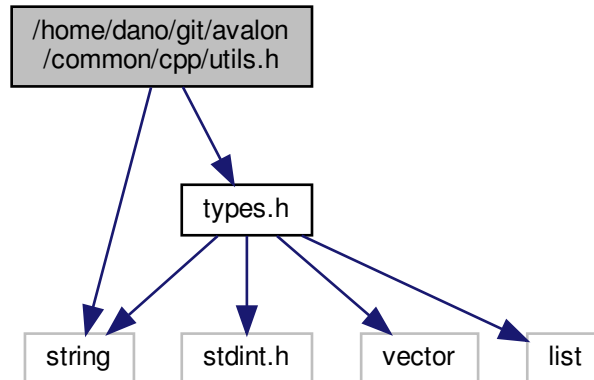 /home/dano/git/avalon
/common/cpp/utils.h
types.h
string
stdint.h
vector
list